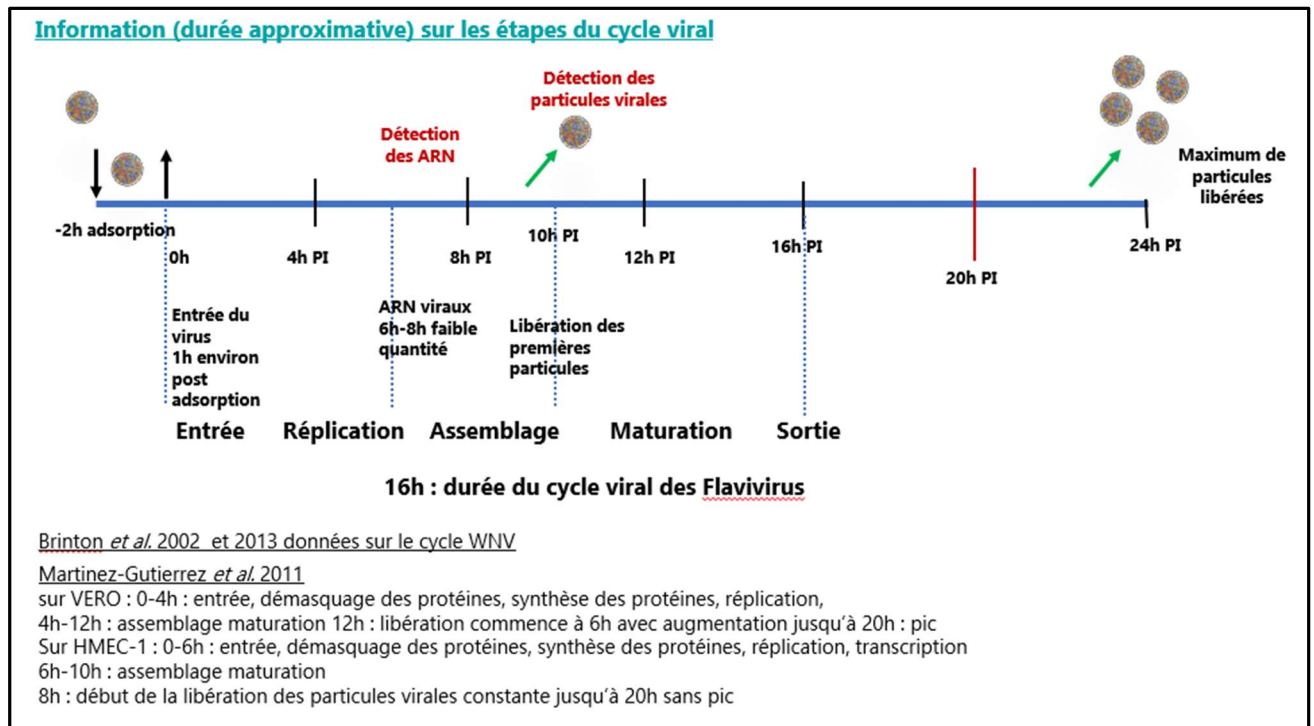 Information (durée approximative) sur les étapes du cycle viral
Détection des
particules virales
Détection
des ARN
Maximum de
particules
libérées
-2h adsorption
0h
4h PI
8h PI
10h PI
12h PI
16h PI
20h PI
24h PI
Entrée du
virus
1h environ
post
adsorption
ARN viraux
6h-8h faible
quantité
Libération des
premières
particules
Entrée Réplication Assemblage Maturation Sortie
16h : durée du cycle viral des Flavivirus
Brinton et al. 2002 et 2013 données sur le cycle WNV
Martinez-Gutierrez et al. 2011
sur VERO : 0-4h : entrée, démasquage des protéines, synthèse des protéines, réplication,
4h-12h : assemblage maturation 12h : libération commence à 6h avec augmentation jusqu'à 20h : pic
Sur HMEC-1 : 0-6h : entrée, démasquage des protéines, synthèse des protéines, réplication, transcription
6h-10h : assemblage maturation
8h : début de la libération des particules virales constante jusqu'à 20h sans pic